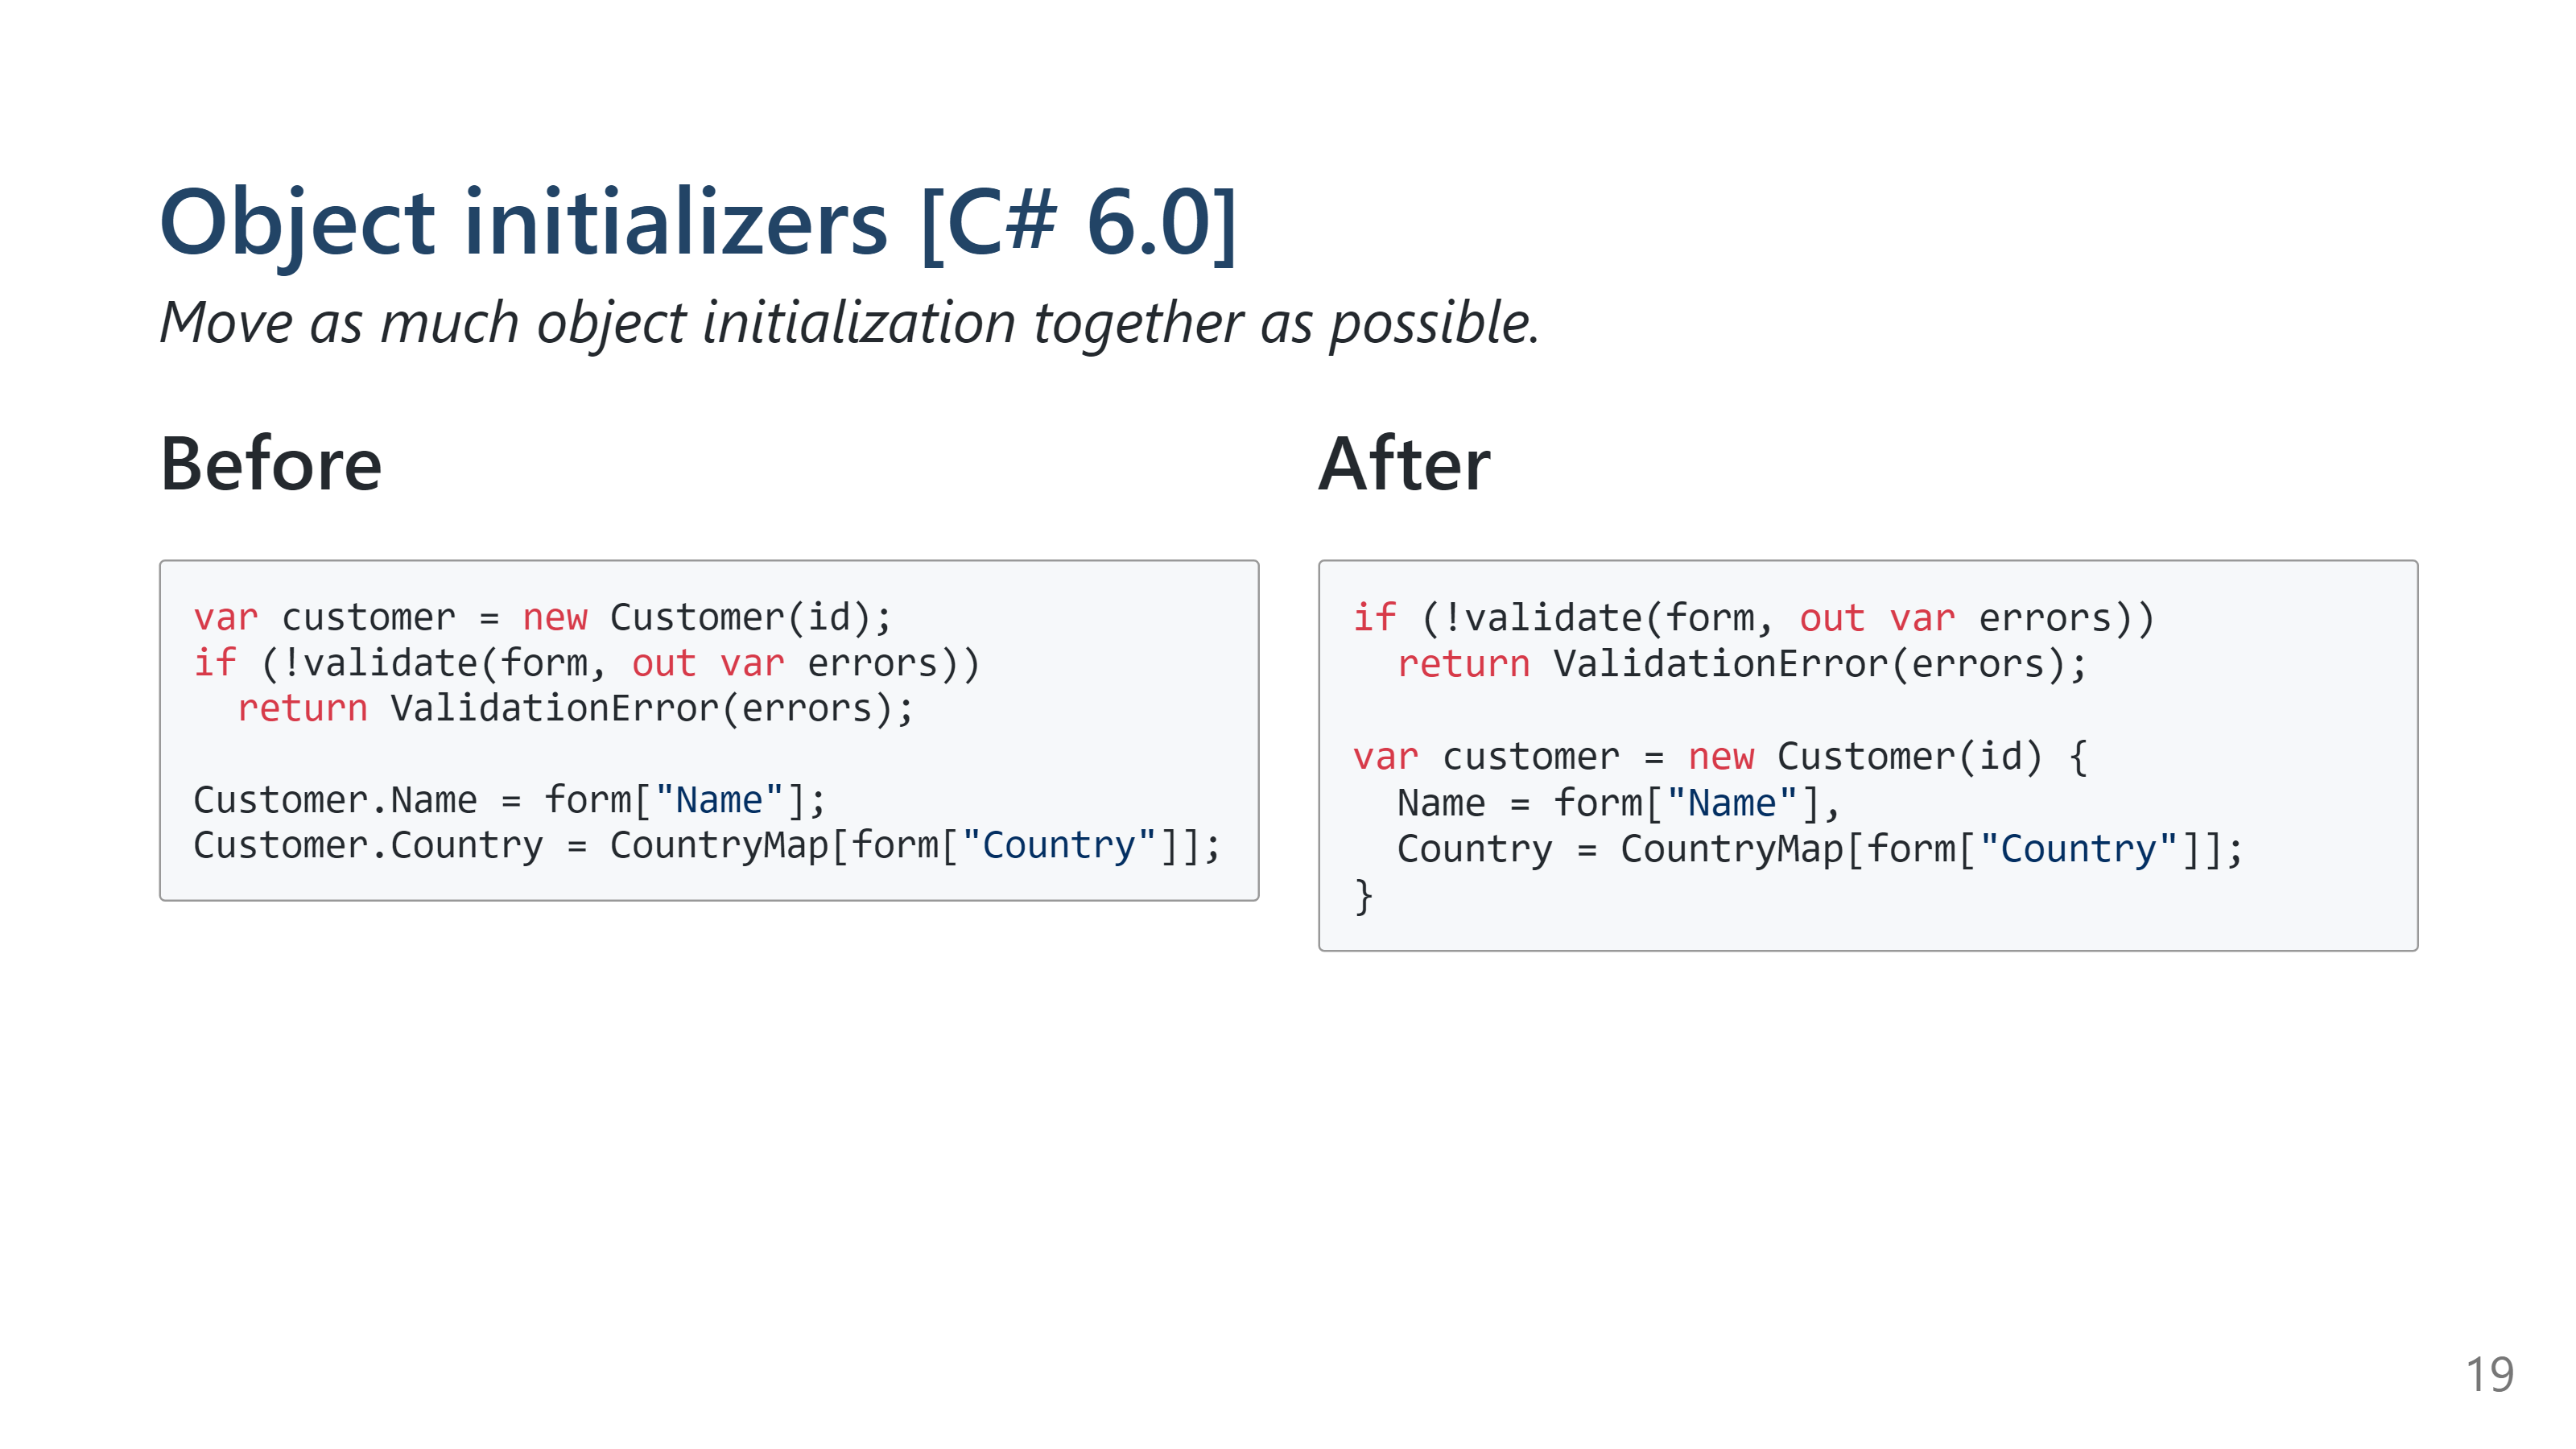 Object initializers [C# 6.0]
Move as much object initialization together as possible.
Before
var customer = new Customer(id);
if (!validate(form, out var errors))
  return ValidationError(errors);
Customer.Name = form["Name"];
Customer.Country = CountryMap[form["Country"]];
After
if (!validate(form, out var errors))
  return ValidationError(errors);
var customer = new Customer(id) {
  Name = form["Name"],
  Country = CountryMap[form["Country"]];
}
19